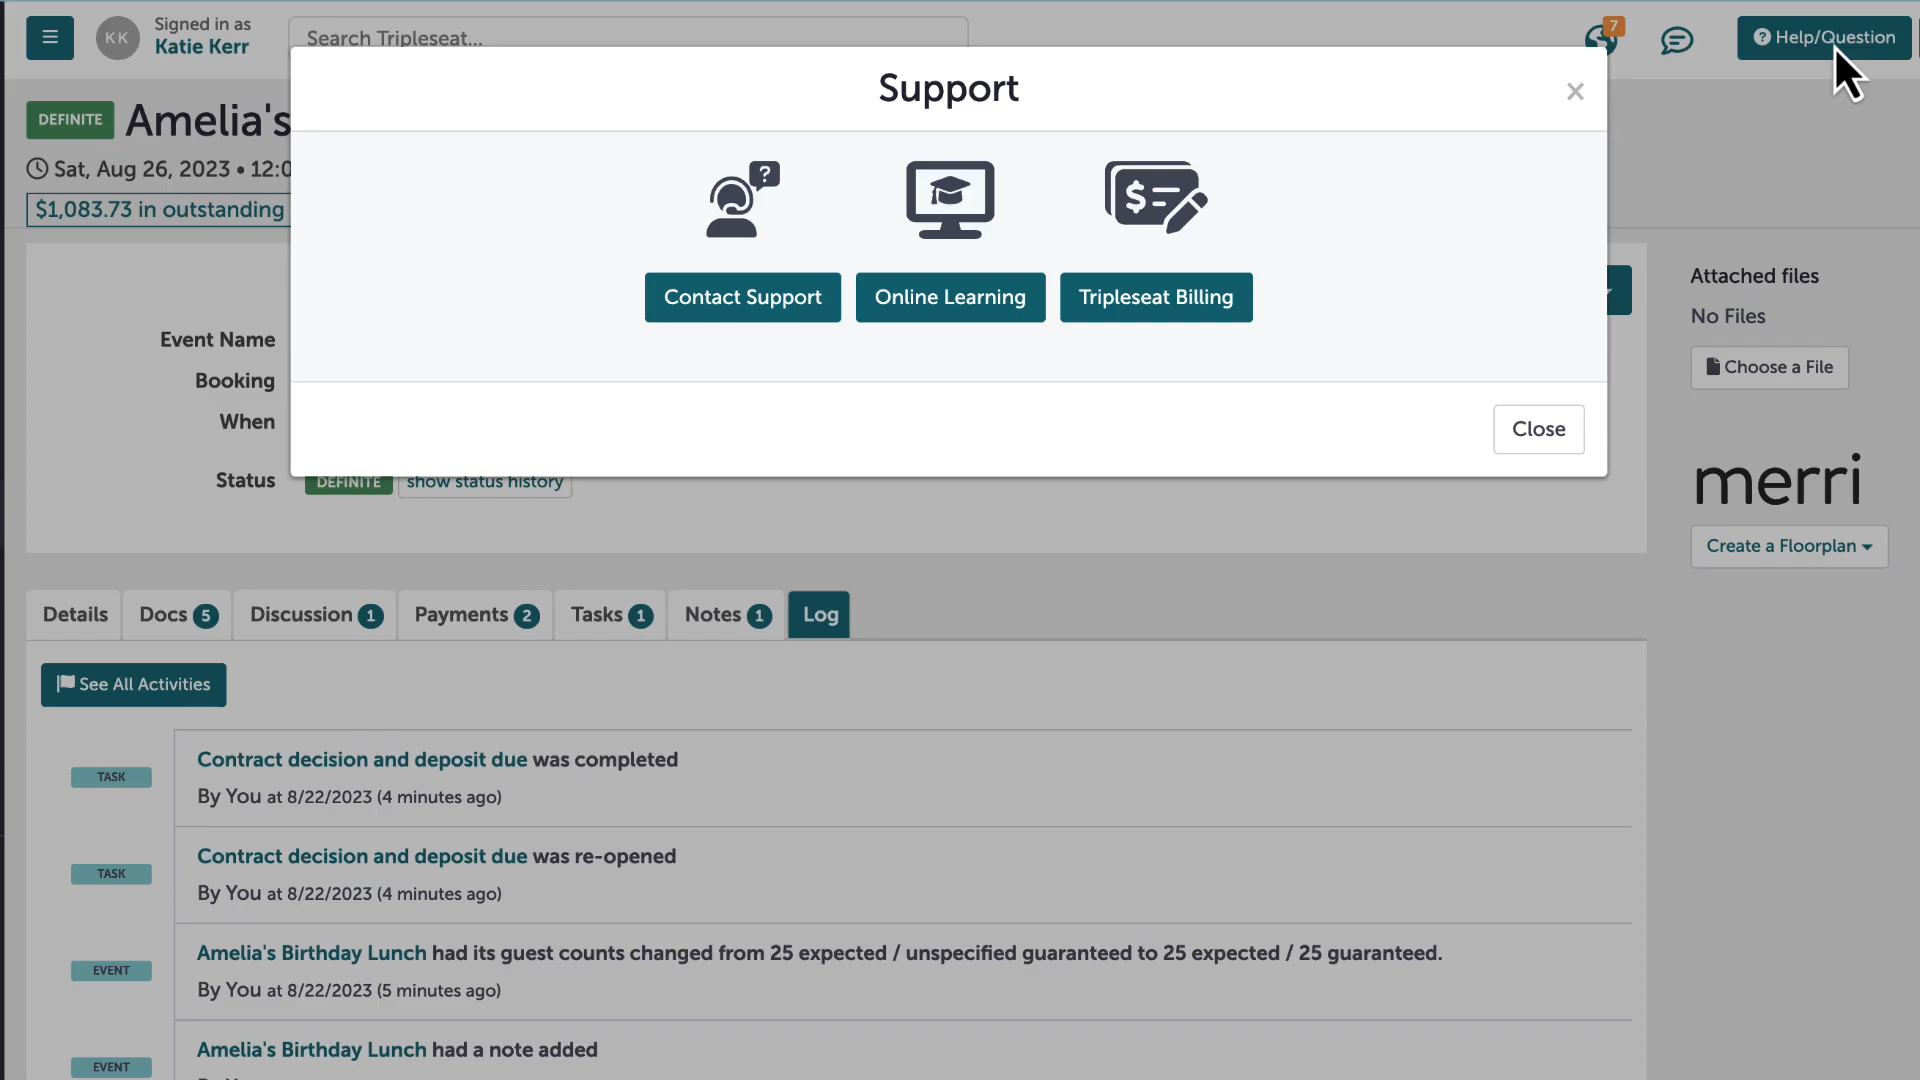 KK
Signed in as
Katie Kerr
Search Tripleseat...
7
Help/Question
DEFINITE Amelia's
Sat, Aug 26, 2023 • 12:0
$1,083.73 in outstanding
Support
×
?
$
Contact Support
Online Learning
Tripleseat Billing
Close
Event Name
Booking
When
Status
DEFINITE
show status history
Attached files
No Files
Choose a File
merri
Create a Floorplan
Details
Docs 5
Discussion 1
Payments 2
Tasks 1
Notes 1
Log
See All Activities
TASK
Contract decision and deposit due was completed
By You at 8/22/2023 (4 minutes ago)
TASK
Contract decision and deposit due was re-opened
By You at 8/22/2023 (4 minutes ago)
EVENT
Amelia's Birthday Lunch had its guest counts changed from 25 expected / unspecified guaranteed to 25 expected / 25 guaranteed.
By You at 8/22/2023 (5 minutes ago)
EVENT
Amelia's Birthday Lunch had a note added